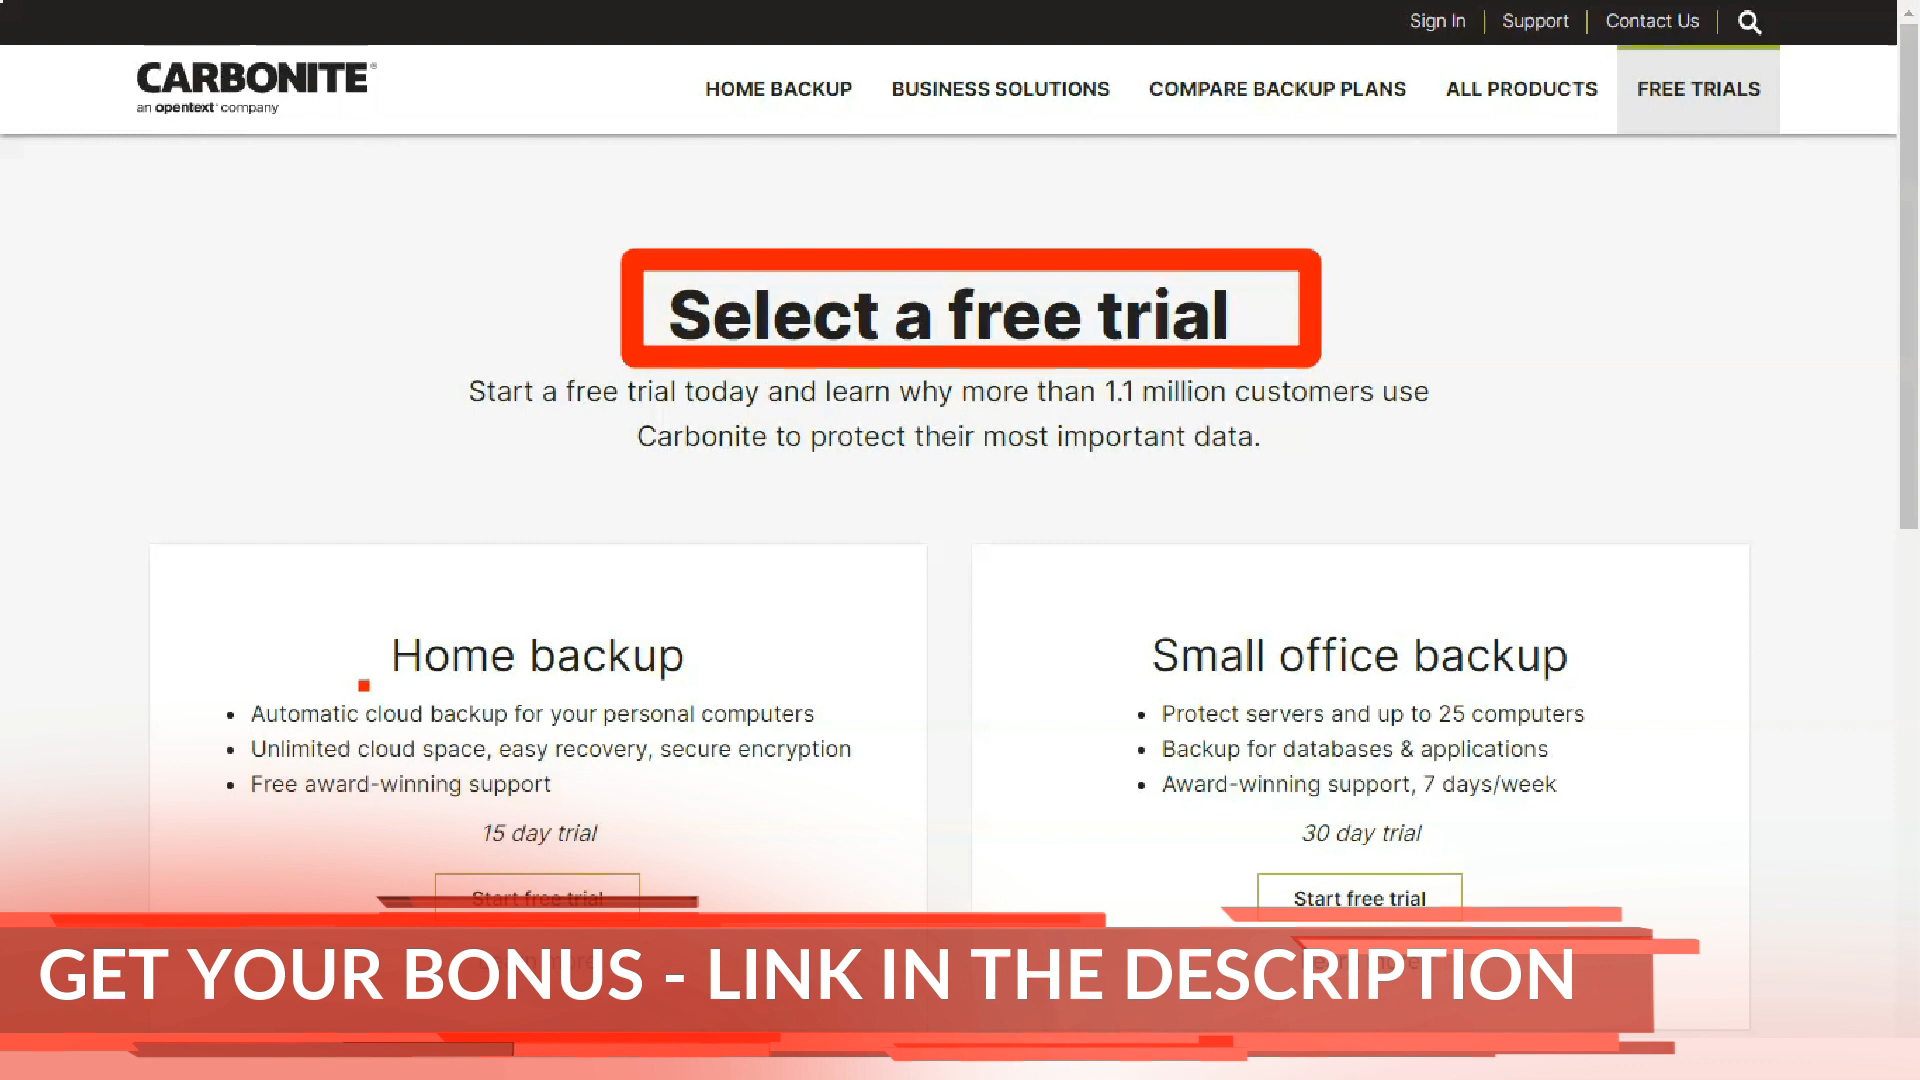 Sign In
Support
Contact Us
CARBONITE®
an opentext™ company
HOME BACKUP
BUSINESS SOLUTIONS
COMPARE BACKUP PLANS
ALL PRODUCTS
FREE TRIALS
Select a free trial
Start a free trial today and learn why more than 1.1 million customers use
Carbonite to protect their most important data.
Home backup
• Automatic cloud backup for your personal computers
• Unlimited cloud space, easy recovery, secure encryption
• Free award-winning support
15 day trial
Start free trial
Small office backup
• Protect servers and up to 25 computers
• Backup for databases & applications
• Award-winning support, 7 days/week
30 day trial
Start free trial
GET YOUR BONUS - LINK IN THE DESCRIPTION